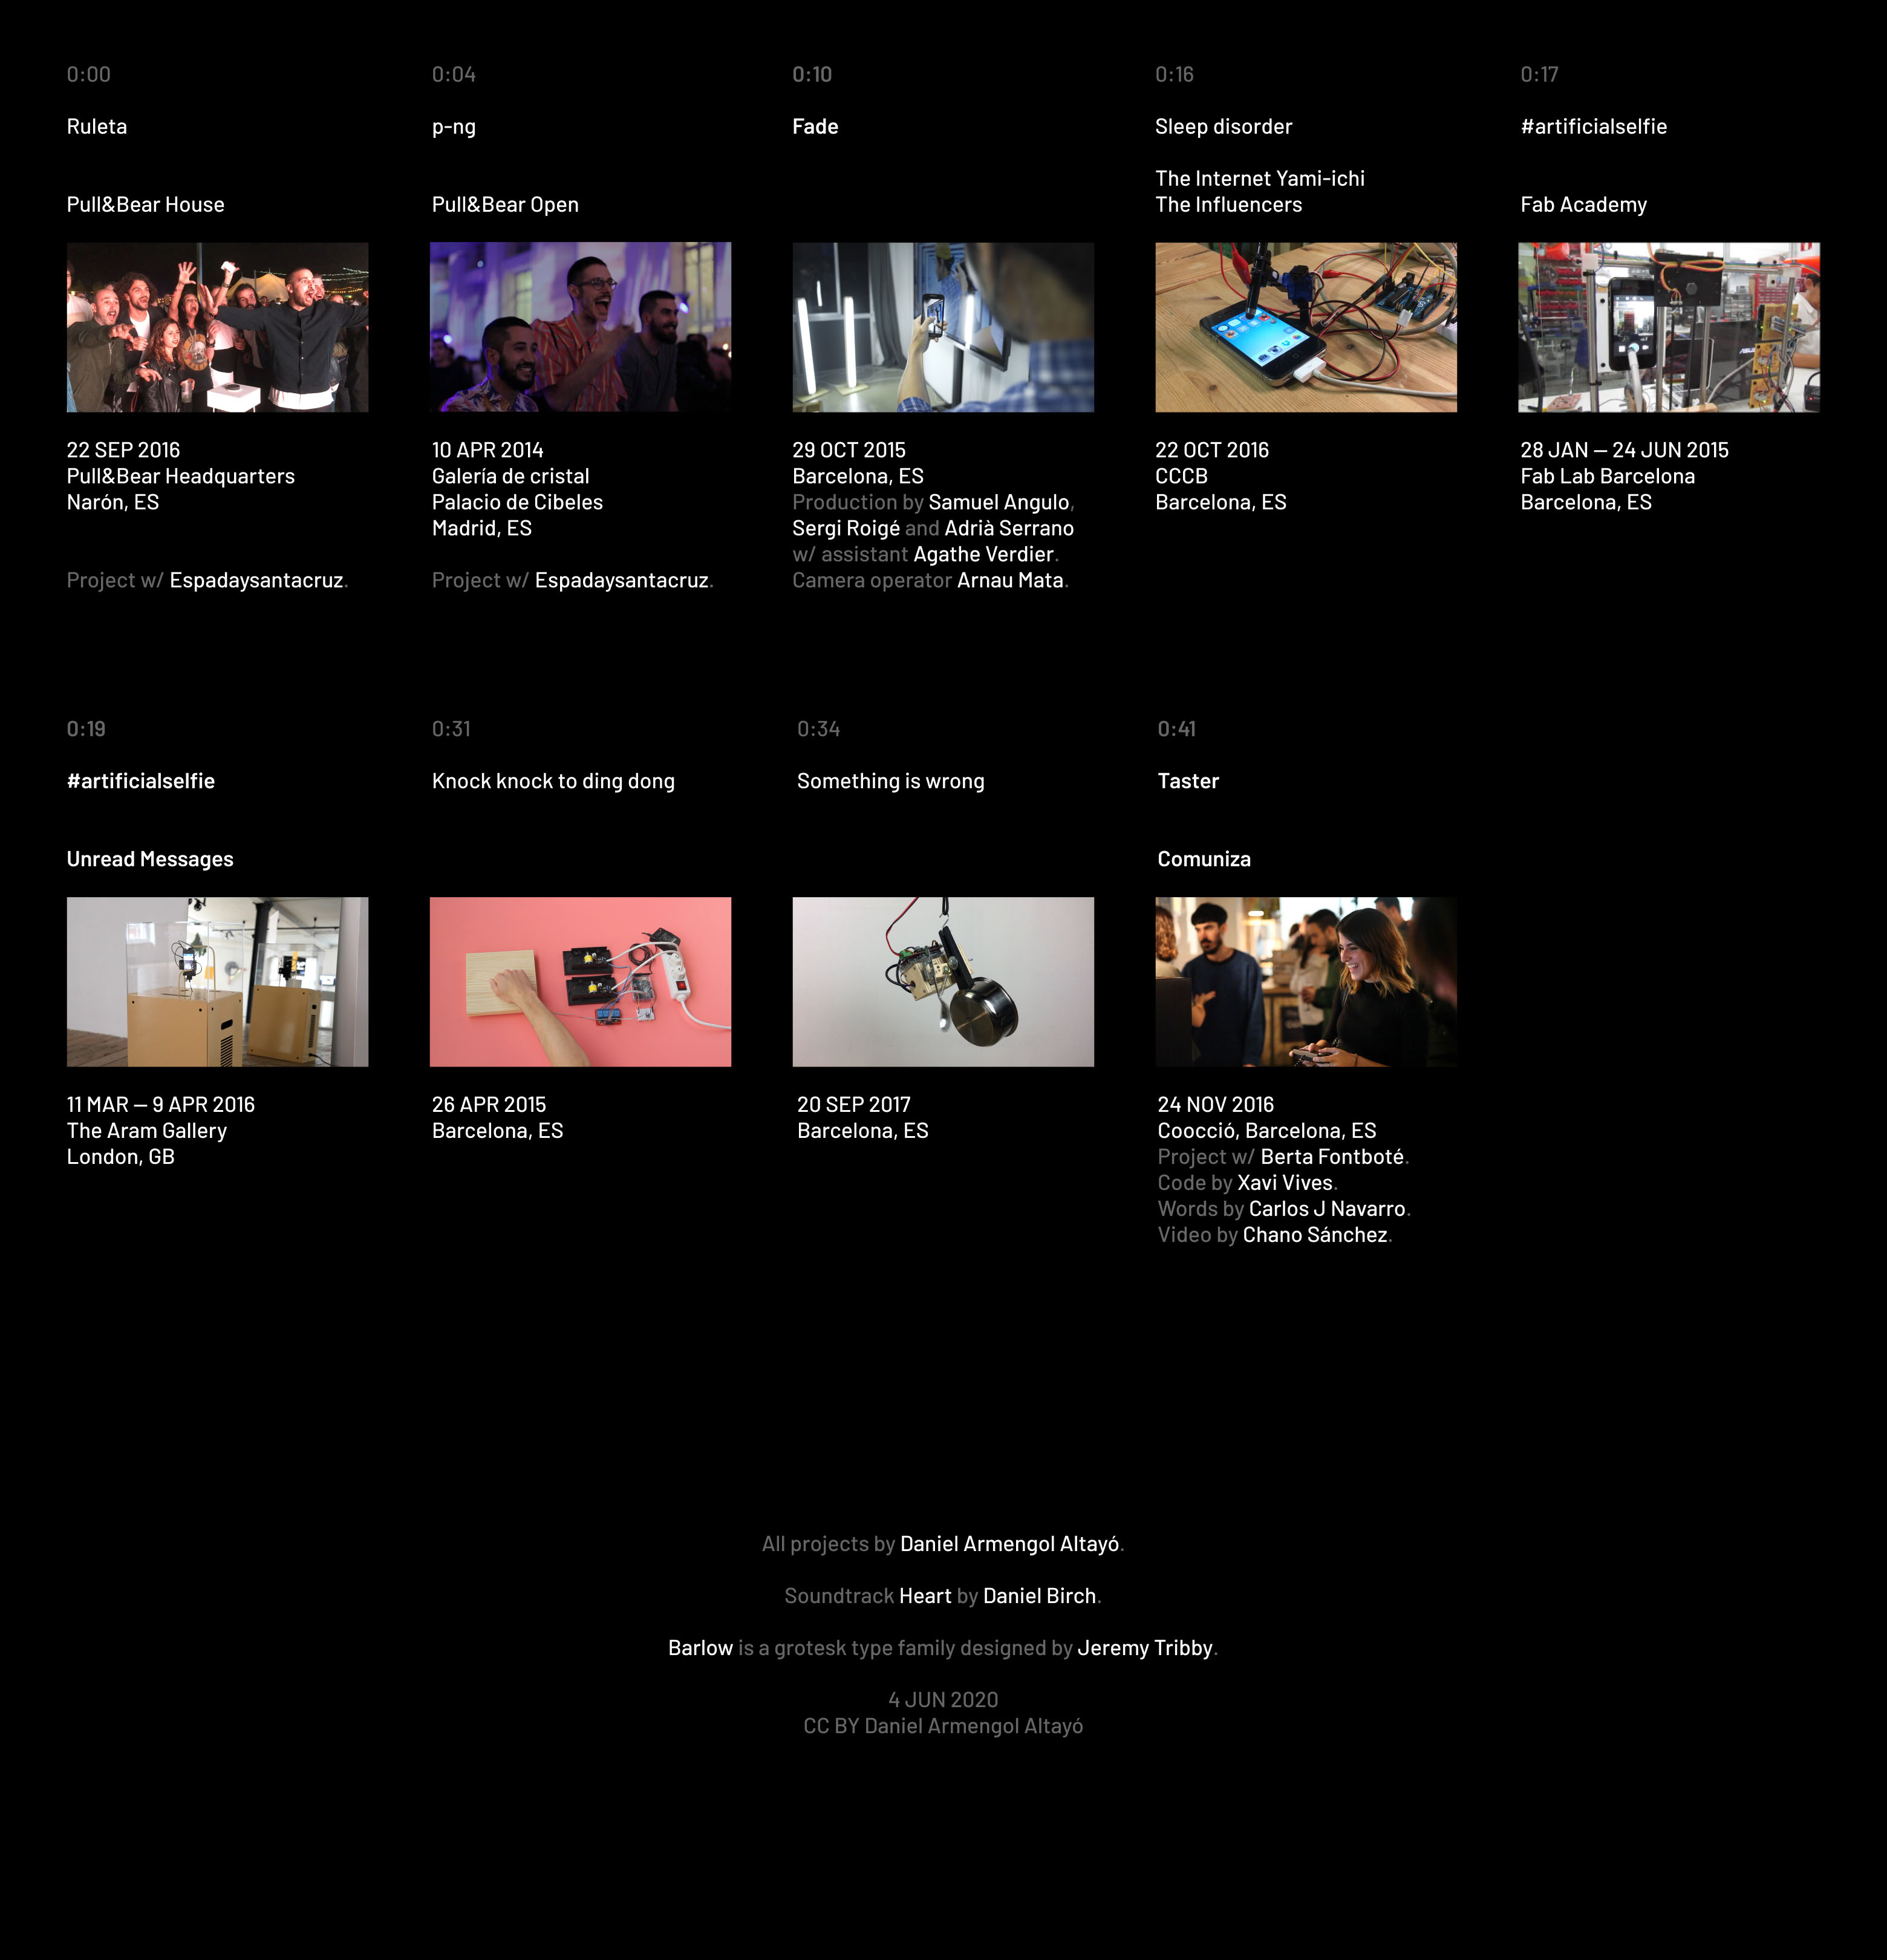 0:00
Ruleta
Pull&Bear House
22 SEP 2016
Pull&Bear Headquarters
Narón, ES
Project w/ Espadaysantacruz.
0:04
p-ng
Pull&Bear Open
10 APR 2014
Galería de cristal
Palacio de Cibeles
Madrid, ES
Project w/ Espadaysantacruz.
0:10
Fade
29 OCT 2015
Barcelona, ES
Production by Samuel Angulo,
Sergi Roigé and Adrià Serrano
w/ assistant Agathe Verdier.
Camera operator Arnau Mata.
0:16
Sleep disorder
The Internet Yami-ichi
The Influencers
22 OCT 2016
CCCB
Barcelona, ES
0:17
#artificialselfie
Fab Academy
28 JAN — 24 JUN 2015
Fab Lab Barcelona
Barcelona, ES
0:19
#artificialselfie
Unread Messages
11 MAR — 9 APR 2016
The Aram Gallery
London, GB
0:31
Knock knock to ding dong
26 APR 2015
Barcelona, ES
0:34
Something is wrong
20 SEP 2017
Barcelona, ES
0:41
Taster
Comuniza
24 NOV 2016
Coocció, Barcelona, ES
Project w/ Berta Fontboté.
Code by Xavi Vives.
Words by Carlos J Navarro.
Video by Chano Sánchez.
All projects by Daniel Armengol Altayó.
Soundtrack Heart by Daniel Birch.
Barlow is a grotesk type family designed by Jeremy Tribby.
4 JUN 2020
CC BY Daniel Armengol Altayó